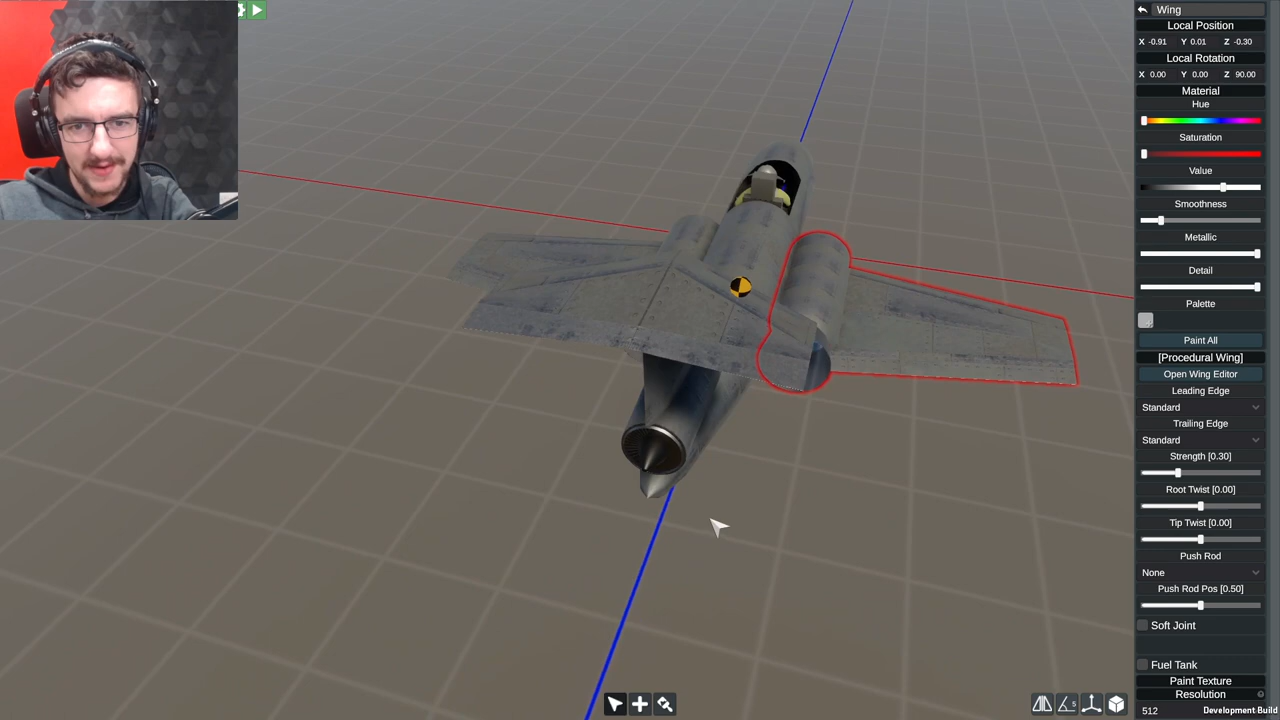 Wing
Local Position
X -0.91 Y 0.01 Z -0.30
Local Rotation
X 0.00 Y 0.00 Z 90.00
Material
Hue
Saturation
Value
Smoothness
Metallic
Detail
Palette
Paint All
[Procedural Wing]
Open Wing Editor
Leading Edge
Standard
Trailing Edge
Standard
Strength [0.30]
Root Twist [0.00]
Tip Twist [0.00]
Push Rod
None
Push Rod Pos [0.50]
Soft Joint
Fuel Tank
Paint Texture
Resolution
512
Development Build